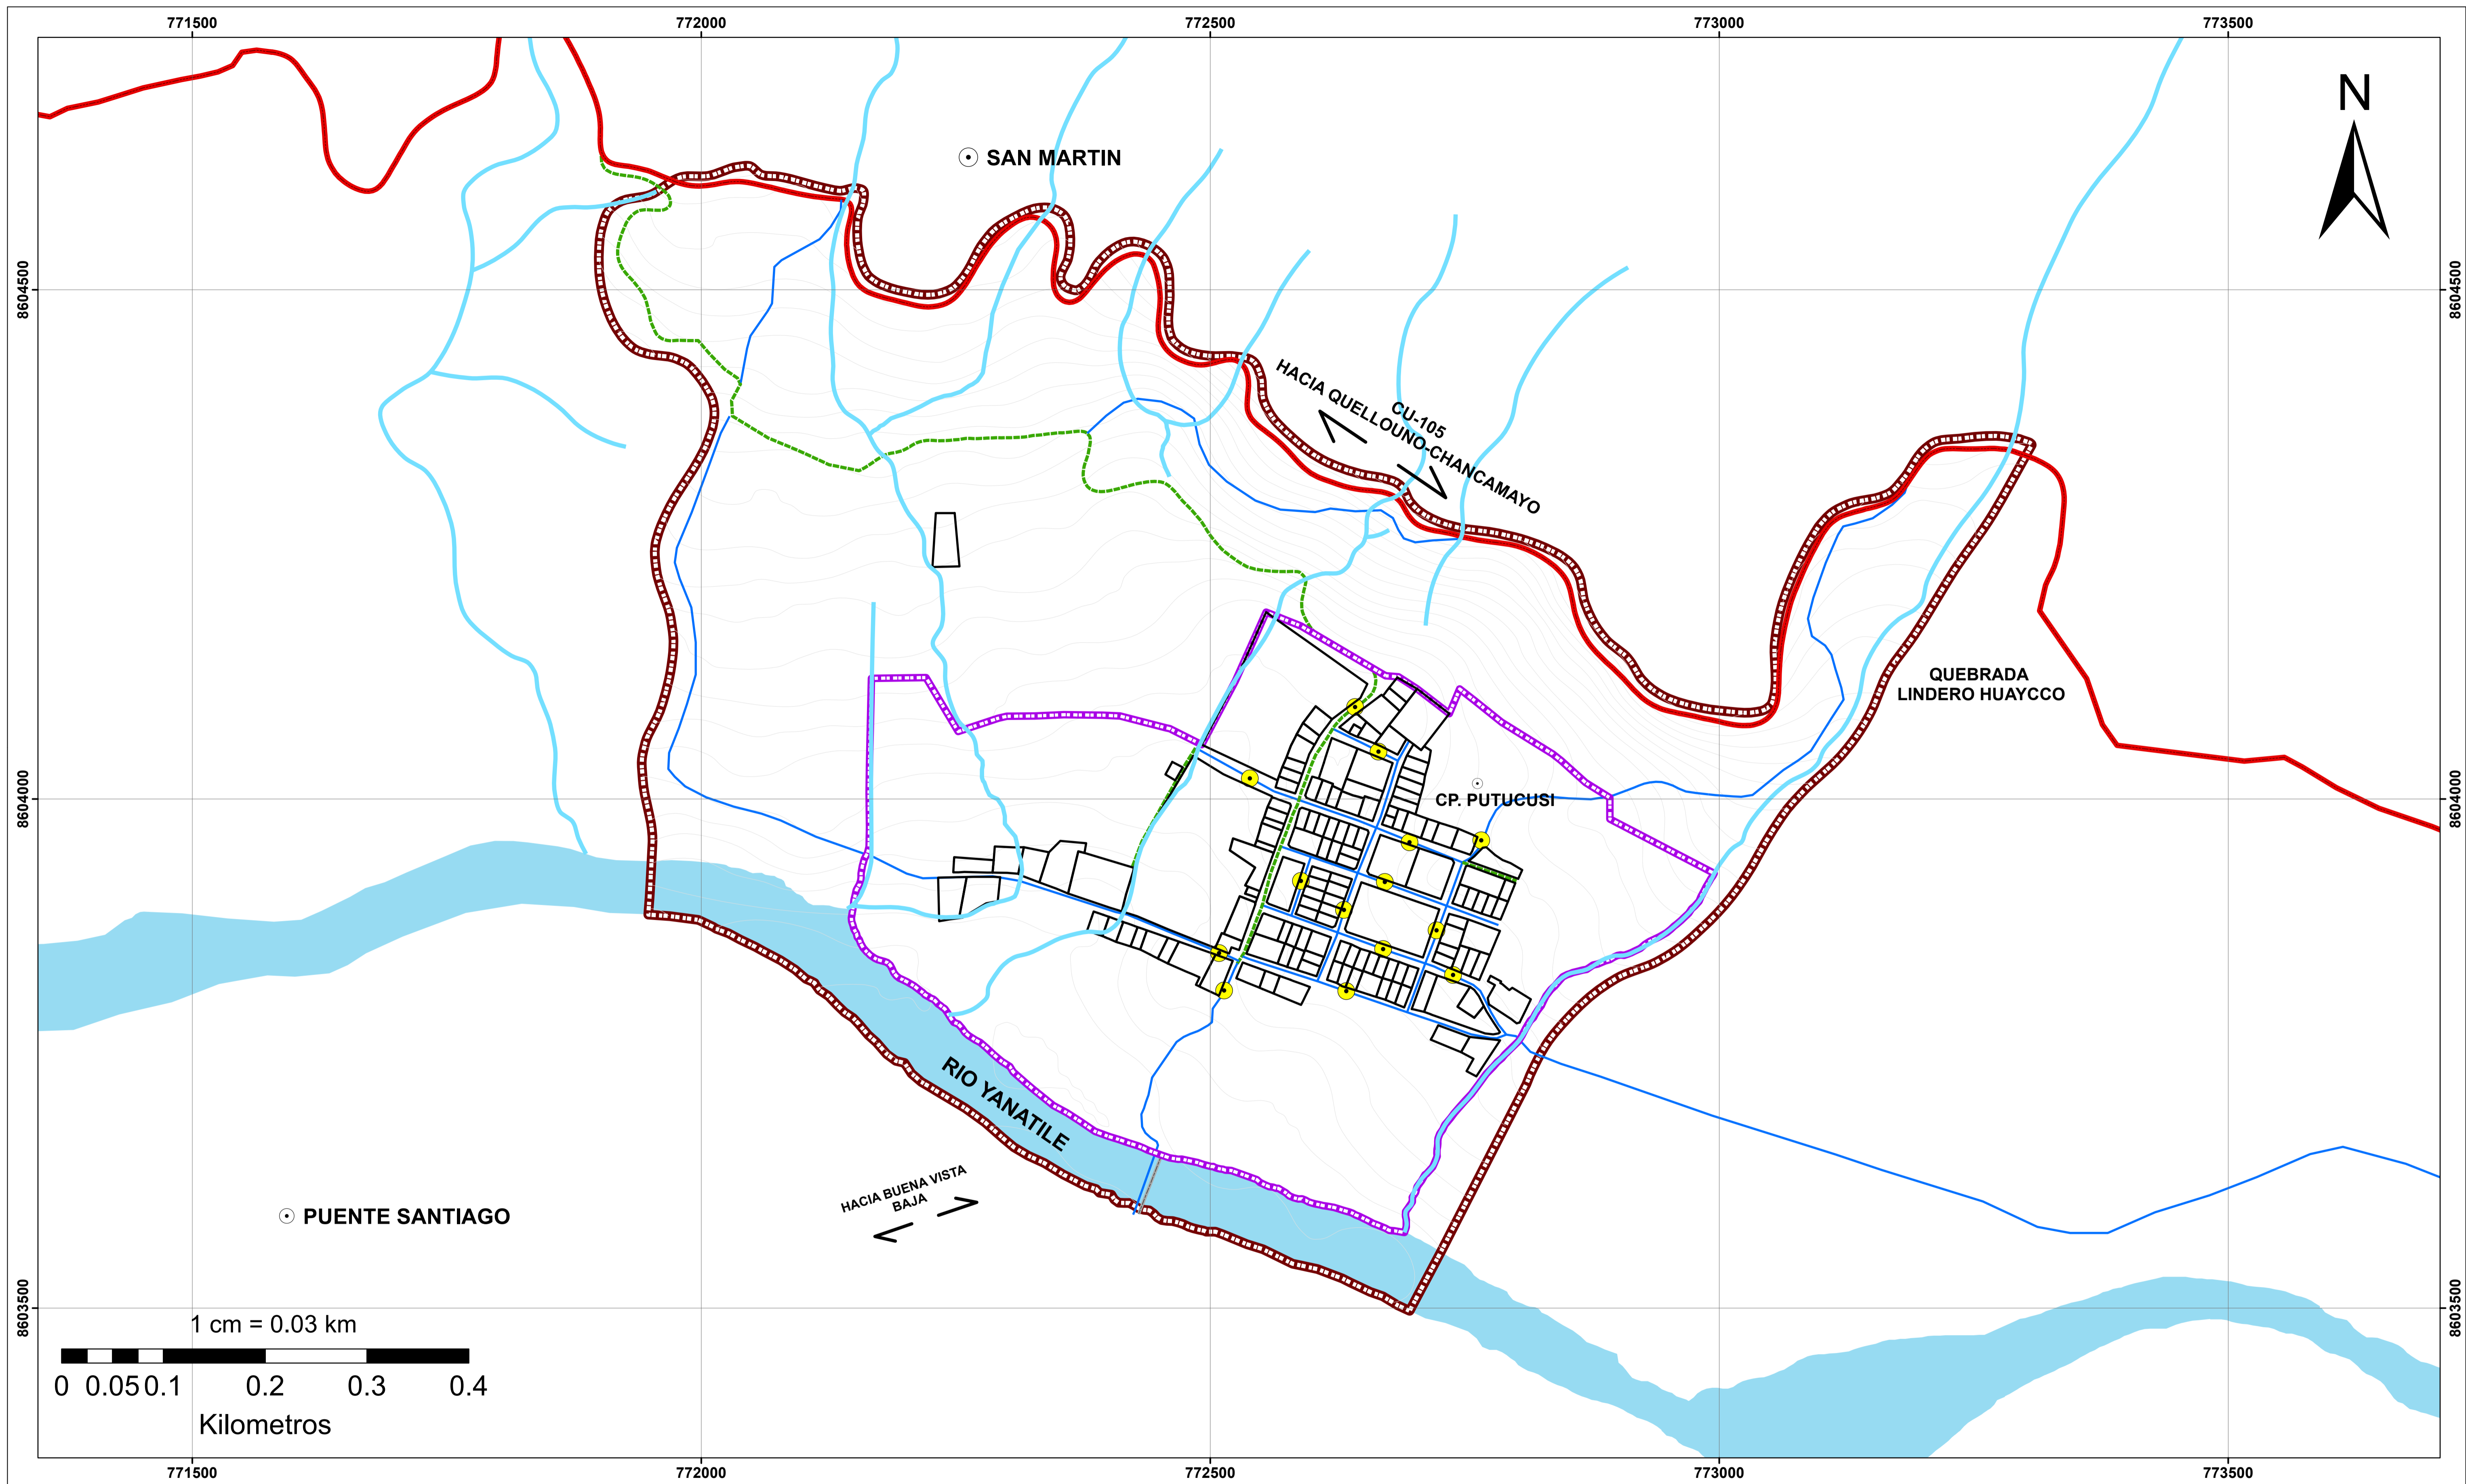 771500
772000
772500
773000
773500
N
SAN MARTIN
8604500
8604500
CU-105
HACIA QUELLOUNO-CHANCAMAYO
QUEBRADA
LINDERO HUAYCCO
8604000
8604000
CP. PUTUCUSI
RIO YANATILE
HACIA BUENA VISTA
BAJA
PUENTE SANTIAGO
8603500
8603500
1 cm = 0.03 km
0 0.05 0.1 0.2 0.3 0.4
Kilometros
771500
772000
772500
773000
773500